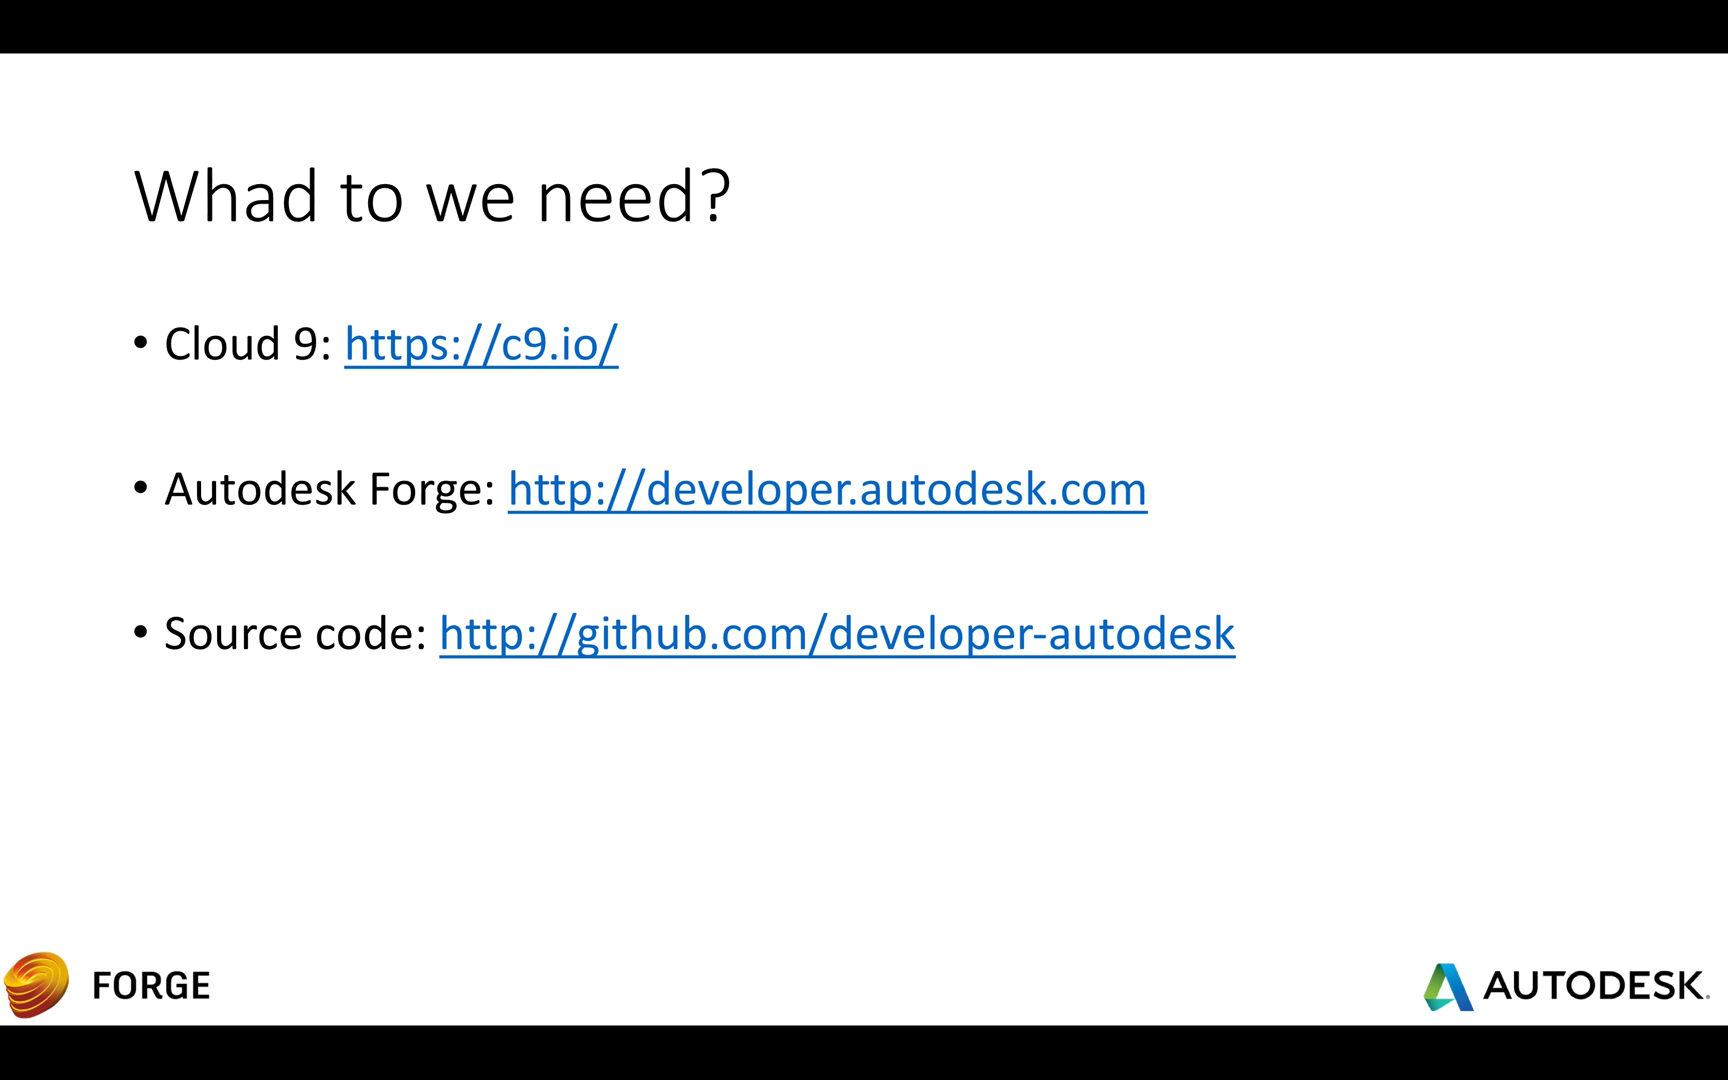 Whad to we need?
• Cloud 9: https://c9.io/
• Autodesk Forge: http://developer.autodesk.com
• Source code: http://github.com/developer-autodesk
FORGE
AUTODESK.